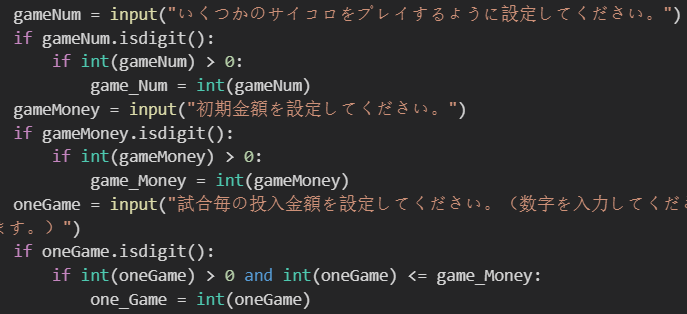 gameNum = input("いくつかのサイコロをプレイするように設定してください。")
if gameNum.isdigit():
if int(gameNum) > 0:
game_Num = int(gameNum)
gameMoney = input("初期金額を設定してください。")
if gameMoney.isdigit():
if int(gameMoney) > 0:
game_Money = int(gameMoney)
oneGame = input("試合毎の投入金額を設定してください。（数字を入力してくださ
ます。）")
if oneGame.isdigit():
if int(oneGame) > 0 and int(oneGame) <= game_Money:
one_Game = int(oneGame)